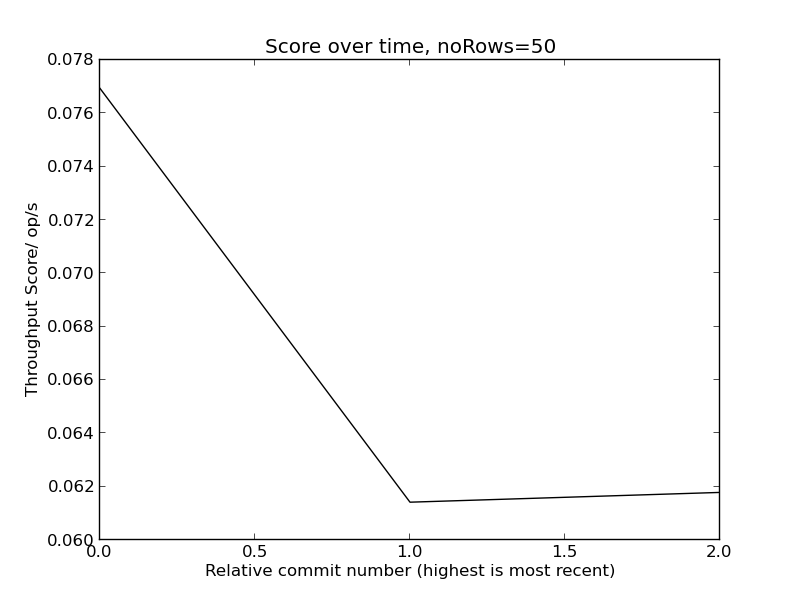 Score over time, noRows=50
0.078
0.076
0.074
0.072
0.070
0.068
0.066
0.064
0.062
0.060
Throughput Score/ op/s
0.0 0.5 1.0 1.5 2.0
Relative commit number (highest is most recent)